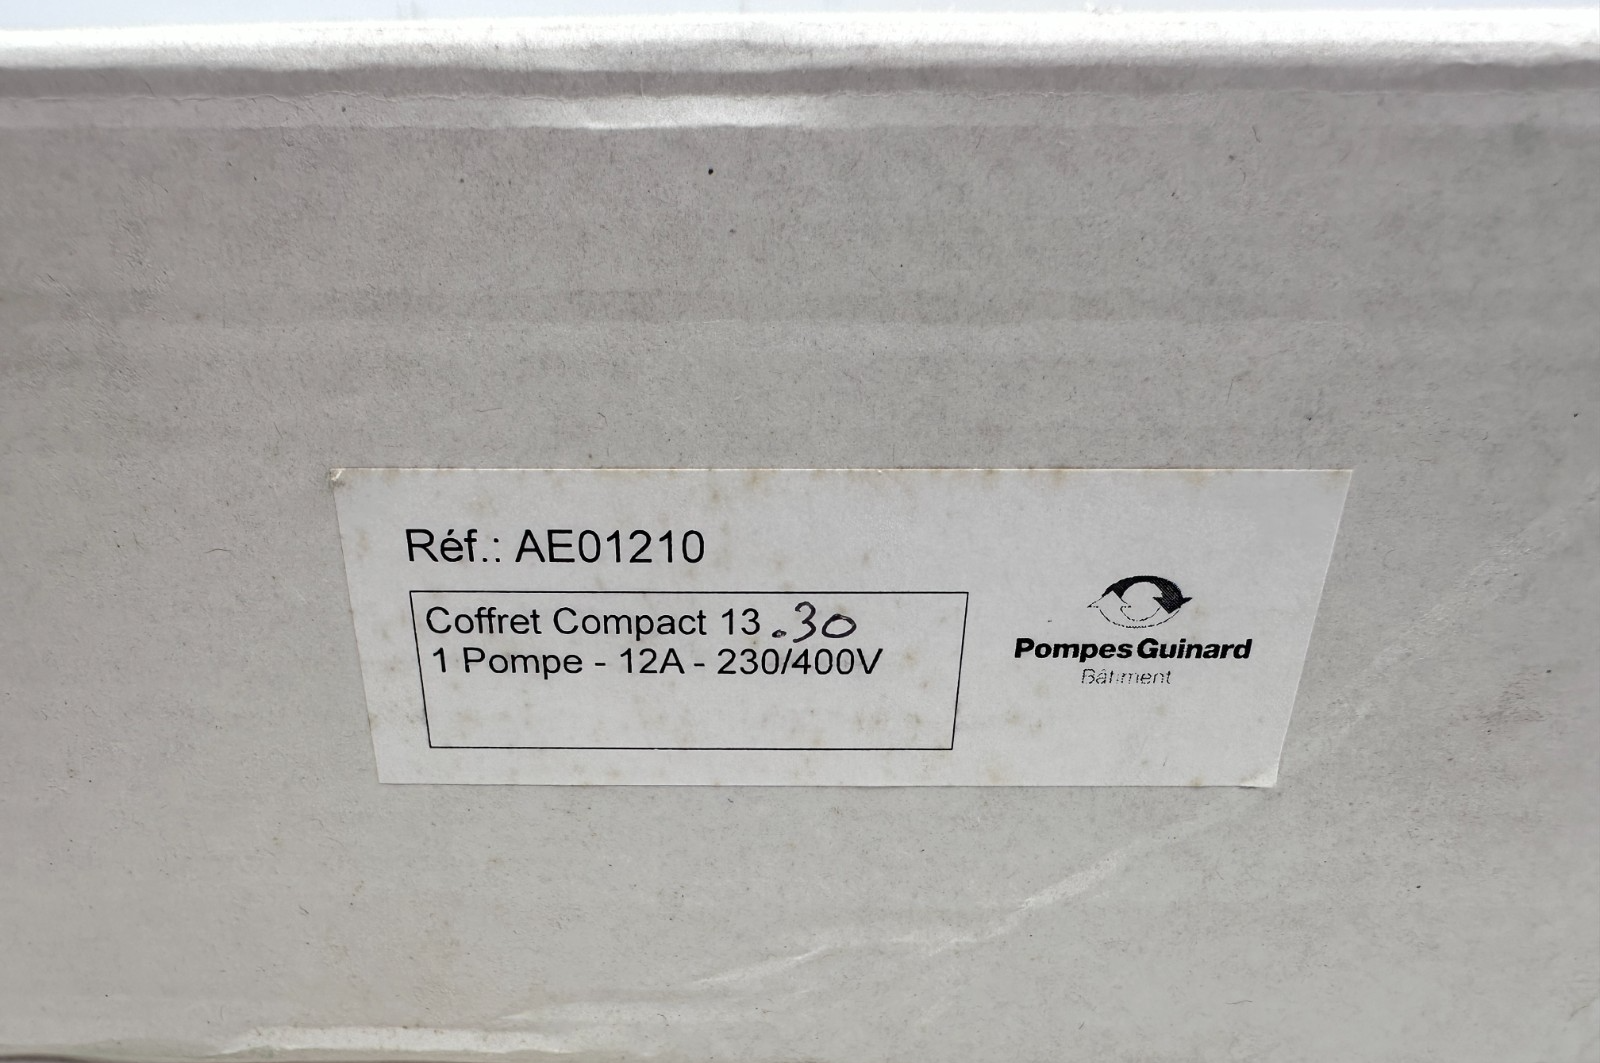 Réf.: AE01210
Coffret Compact 13 .30
1 Pompe - 12A - 230/400V
Pompes Guinard
Bâtiment